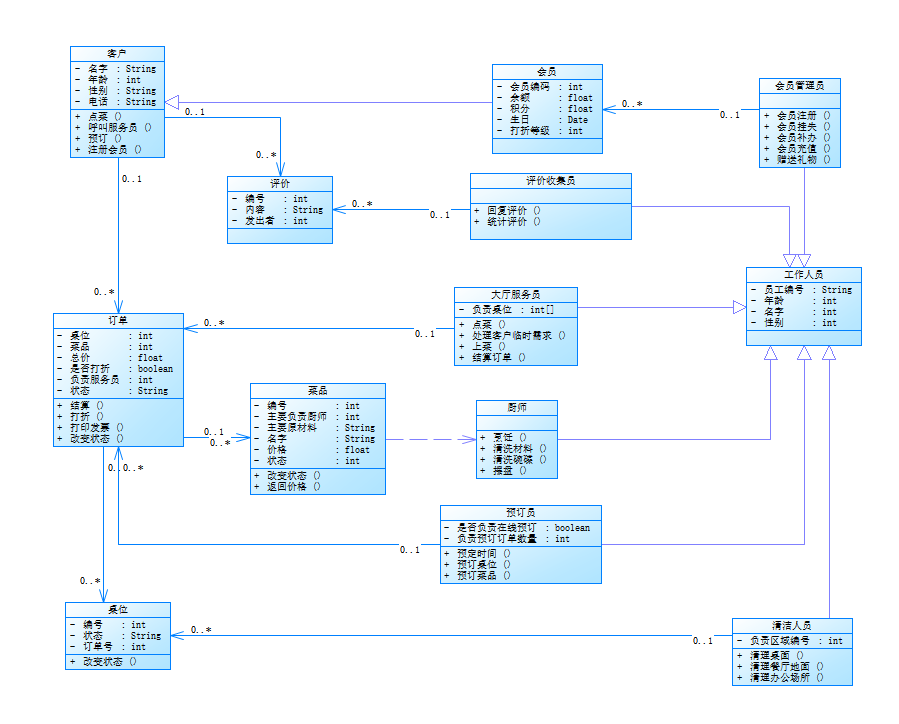 客户
- 名字 : String
- 年龄 : int
- 性别 : String
- 电话 : String
+ 点菜 ()
+ 呼叫服务员 ()
+ 预订 ()
+ 注册会员 ()
会员
- 会员编码 : int
- 余额 : float
- 积分 : float
- 生日 : Date
- 打折等级 : int
会员管理员
+ 会员注册 ()
+ 会员挂失 ()
+ 会员补办 ()
+ 会员充值 ()
+ 赠送礼物 ()
0..1
0..*
0..1
0..*
0..1
0..*
评价
- 编号 : int
- 内容 : String
- 发出者 : int
0..*
0..1
评价收集员
+ 回复评价 ()
+ 统计评价 ()
工作人员
- 员工编号 : String
- 年龄 : int
- 名字 : int
- 性别 : int
大厅服务员
- 负责桌位 : int[]
+ 点菜 ()
+ 处理客户临时需求 ()
+ 上菜 ()
+ 结算订单 ()
0..*
0..1
订单
- 桌位 : int
- 菜品 : int
- 总价 : float
- 是否打折 : boolean
- 负责服务员 : int
- 状态 : String
+ 结算 ()
+ 打折 ()
+ 打印发票 ()
+ 改变状态 ()
0..1
0..*
菜品
- 编号 : int
- 主要负责厨师 : int
- 主要原材料 : String
- 名字 : String
- 价格 : float
- 状态 : int
+ 改变状态 ()
+ 返回价格 ()
厨师
+ 烹饪 ()
+ 清洗材料 ()
+ 清洗碗碟 ()
+ 摆盘 ()
0..0..*
预订员
- 是否负责在线预订 : boolean
- 负责预订订单数量 : int
+ 预定时间 ()
+ 预订桌位 ()
+ 预订菜品 ()
0..1
0..*
桌位
- 编号 : int
- 状态 : String
- 订单号 : int
+ 改变状态 ()
0..*
0..1
清洁人员
- 负责区域编号 : int
+ 清理桌面 ()
+ 清理餐厅地面 ()
+ 清理办公场所 ()